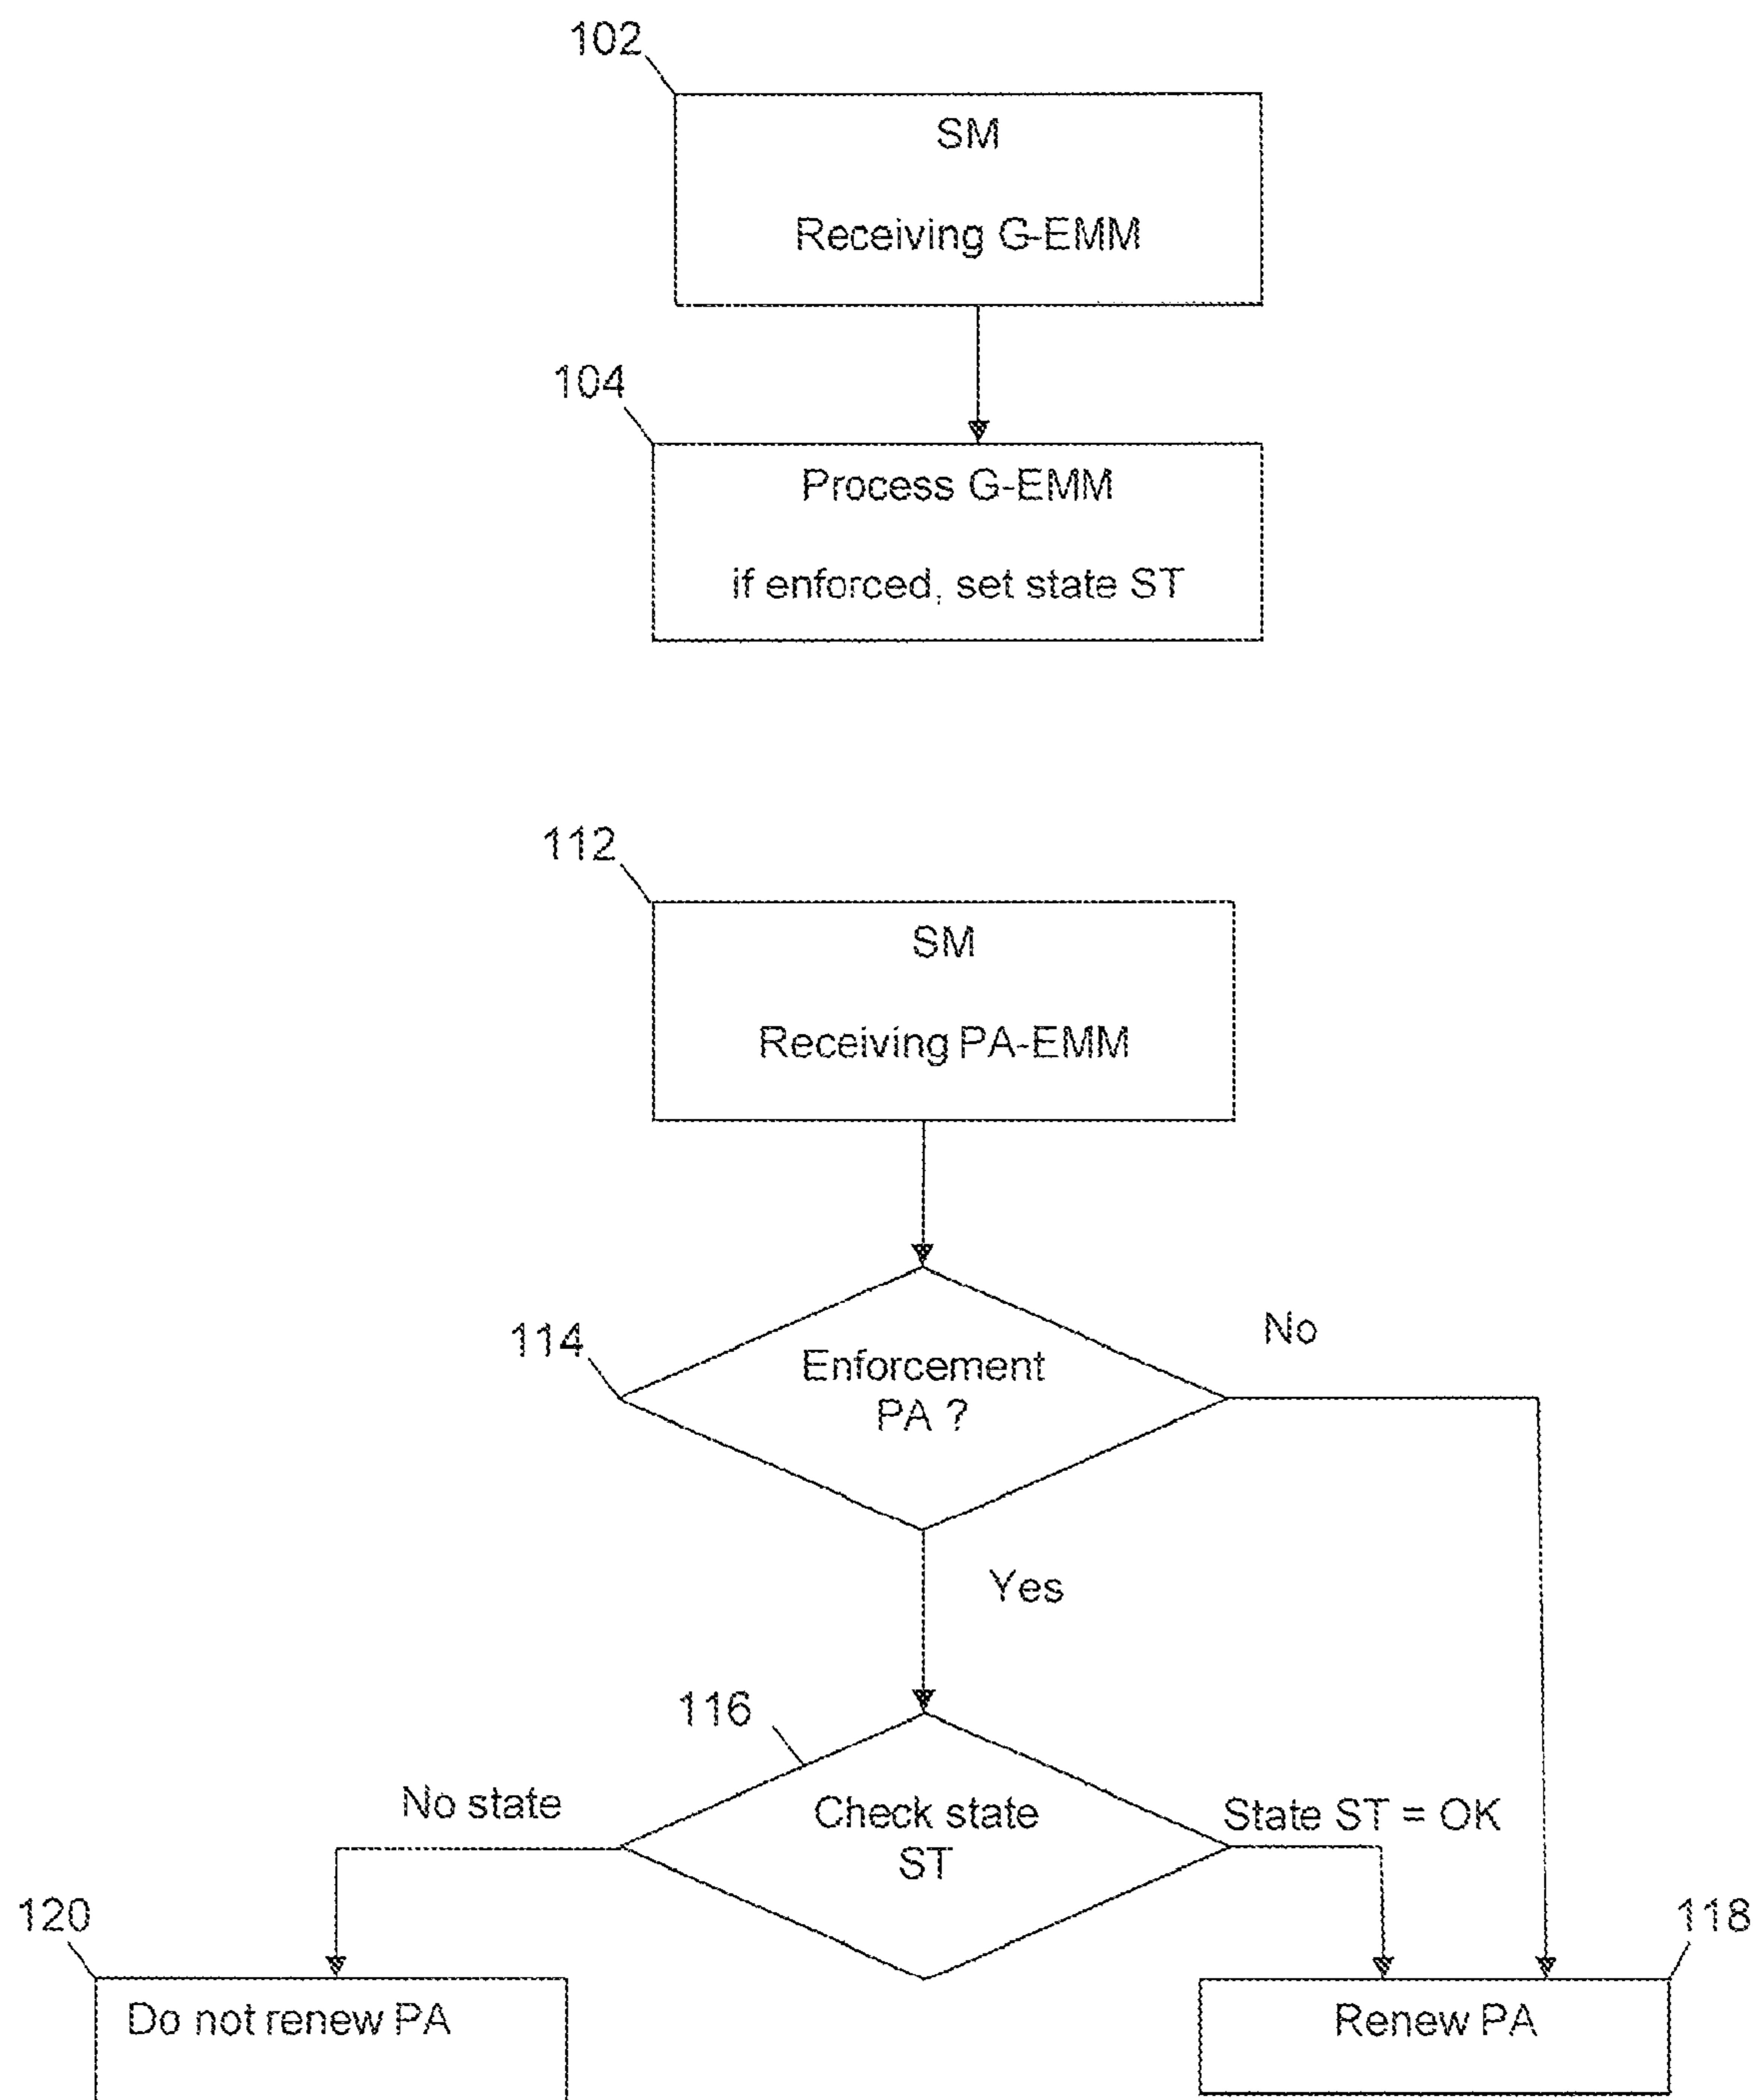 102
SM
Receiving G-EMM
104
Process G-EMM
if enforced, set state ST
112
SM
Receiving PA-EMM
114
Enforcement
PA ?
No
Yes
116
No state
Check state
ST
State ST = OK
120
118
Do not renew PA
Renew PA